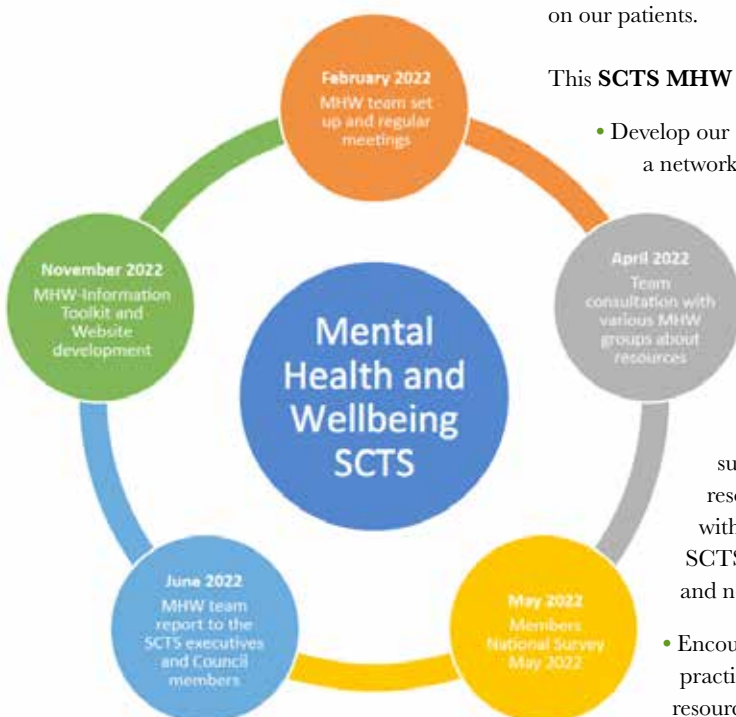 on our patients.
This SCTS MHW
• Develop our
a network
February 2022
MHW team set
up and regular
meetings
April 2022
Team
consultation with
various MHW
groups about
resources
May 2022
Members
National Survey
May 2022
June 2022
MHW team
report to the
SCTS executives
and Council
members
November 2022
MHW-Information
Toolkit and
Website
development
Mental
Health and
Wellbeing
SCTS
su
reso
with
SCTS
and n
• Encou
practi
resourc